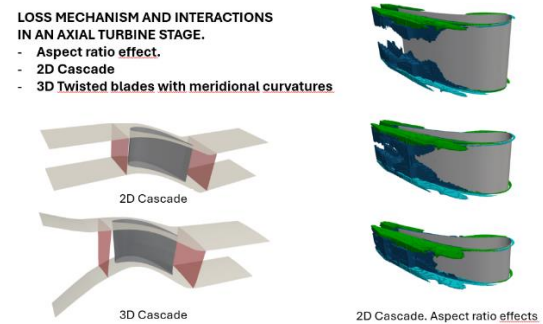 LOSS MECHANISM AND INTERACTIONS
IN AN AXIAL TURBINE STAGE.
- Aspect ratio effect.
- 2D Cascade
- 3D Twisted blades with meridional curvatures
2D Cascade
3D Cascade
2D Cascade. Aspect ratio effects